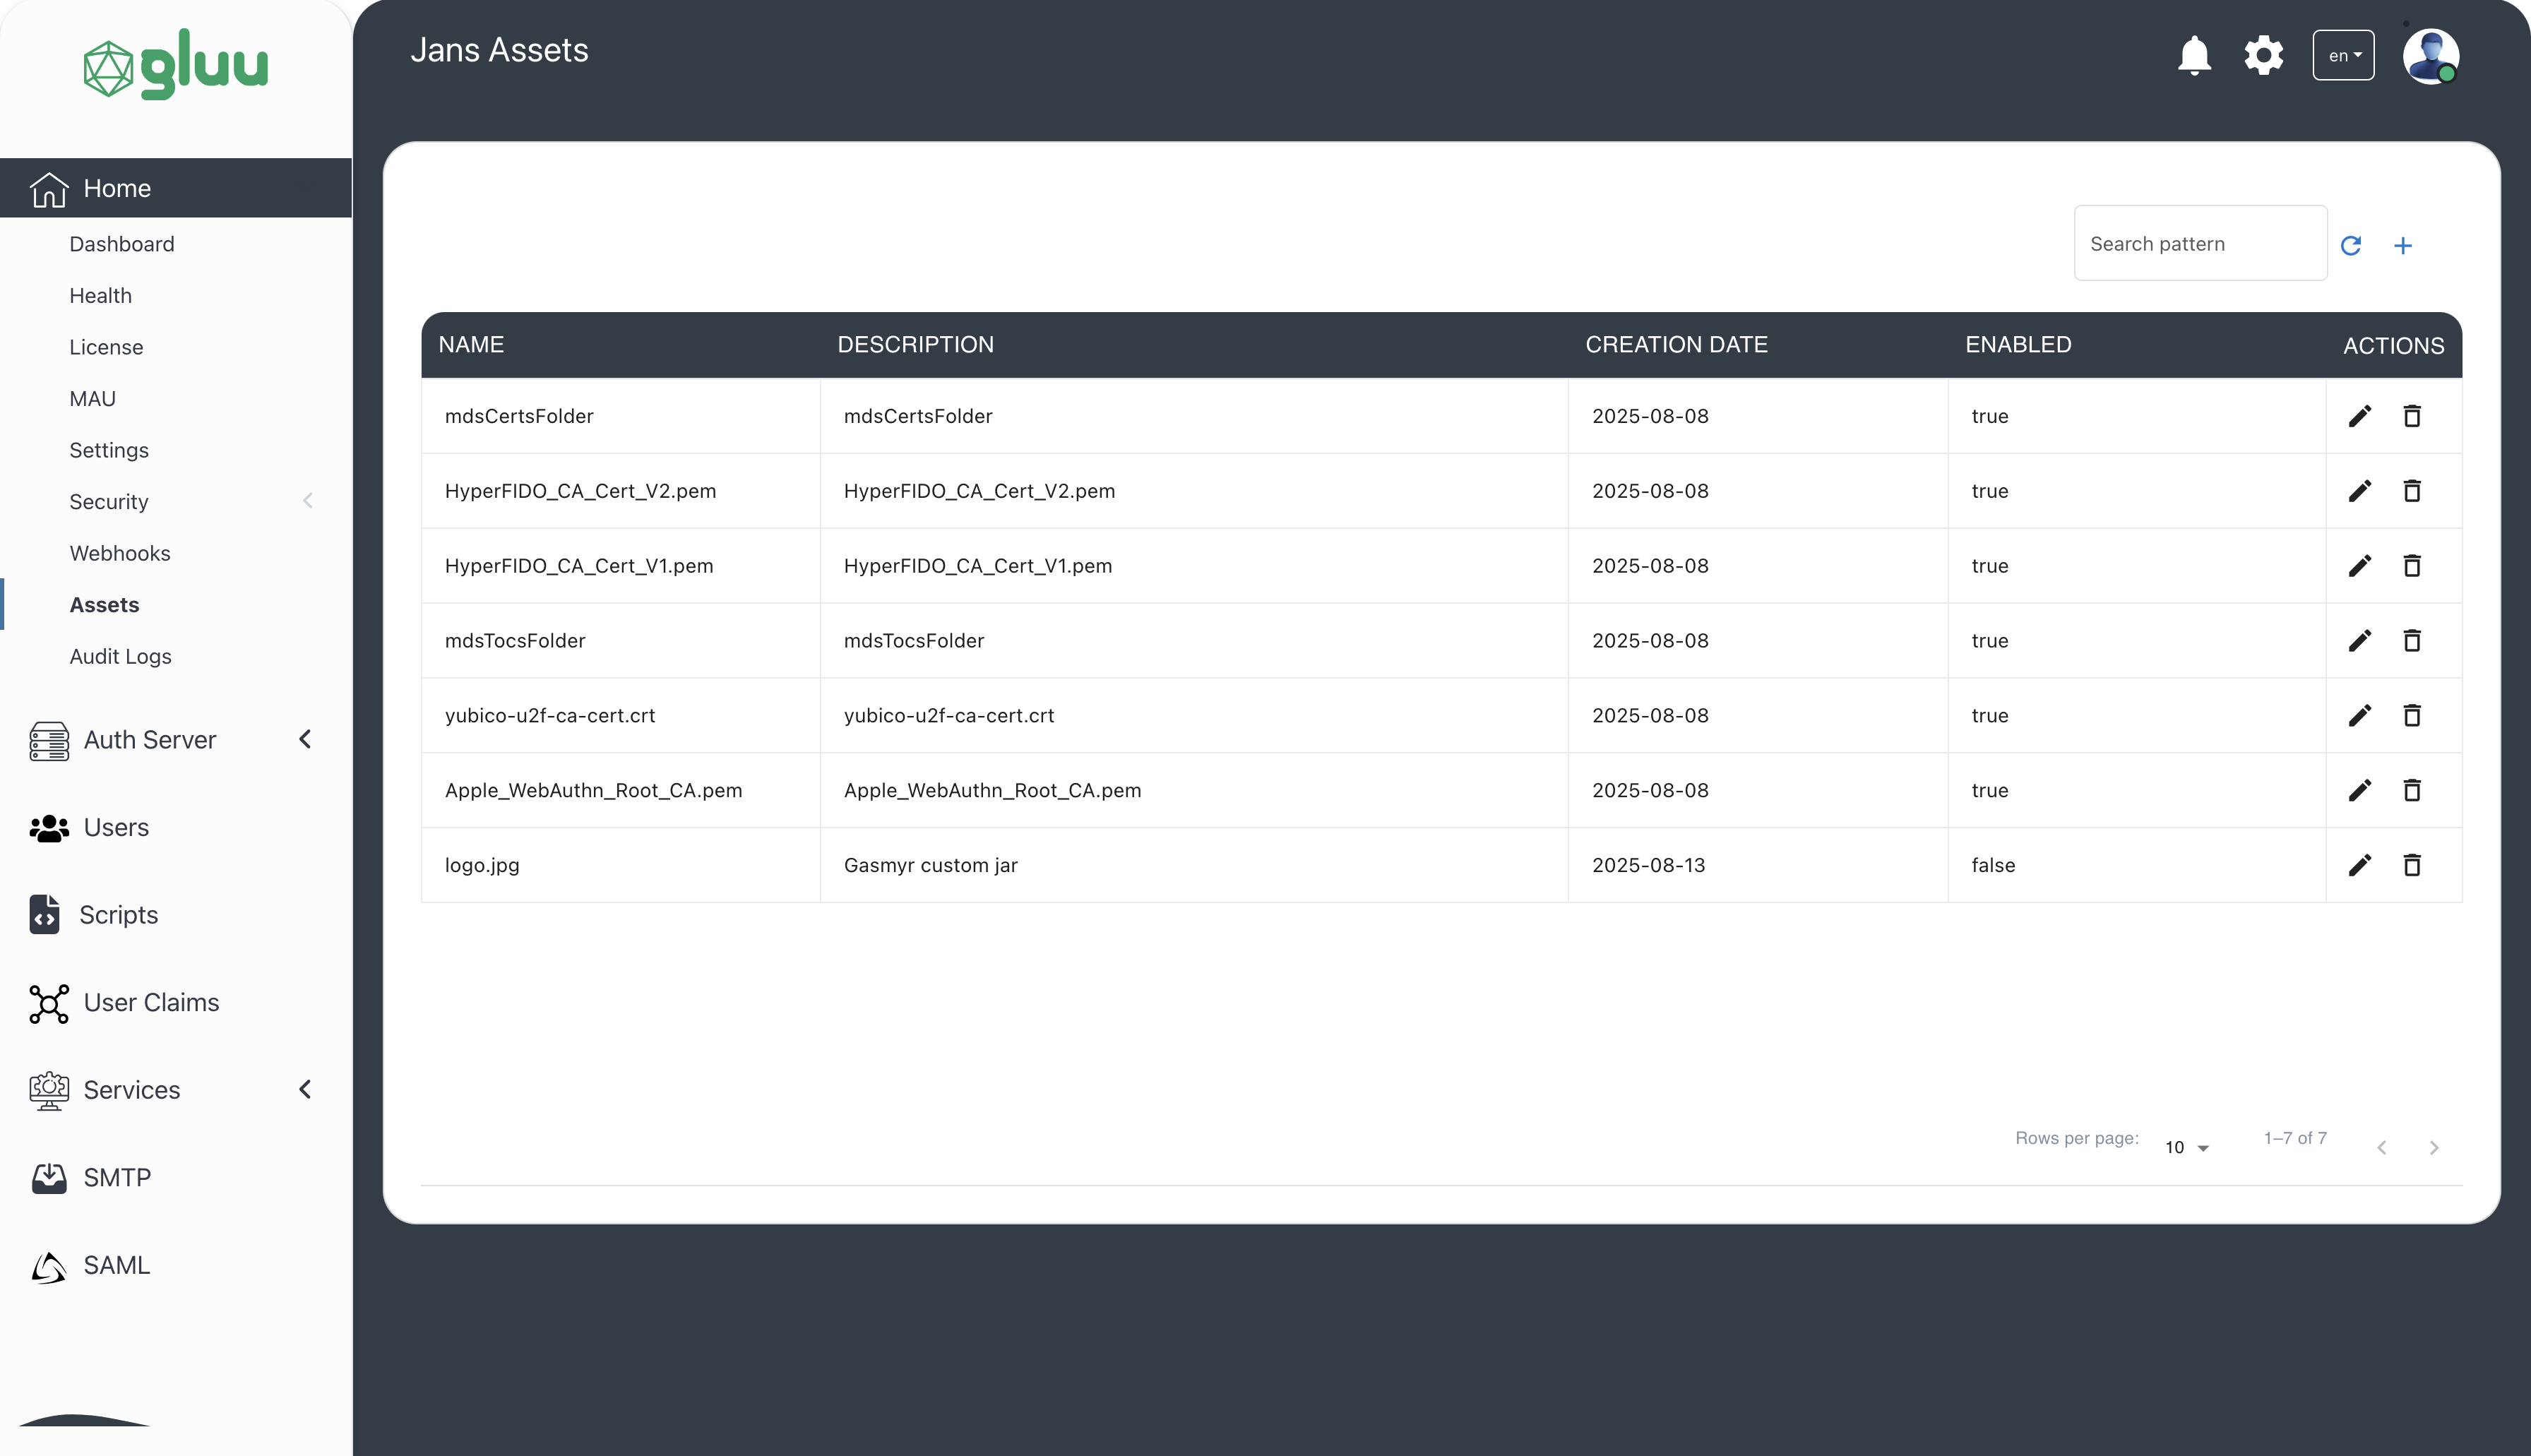 gluu
Jans Assets
en
Home
Dashboard
Health
License
MAU
Settings
Security
Webhooks
Assets
Audit Logs
Auth Server
Users
Scripts
User Claims
Services
SMTP
SAML
Search pattern
NAME DESCRIPTION CREATION DATE ENABLED ACTIONS
mdsCertsFolder mdsCertsFolder 2025-08-08 true
HyperFIDO_CA_Cert_V2.pem HyperFIDO_CA_Cert_V2.pem 2025-08-08 true
HyperFIDO_CA_Cert_V1.pem HyperFIDO_CA_Cert_V1.pem 2025-08-08 true
mdsTocsFolder mdsTocsFolder 2025-08-08 true
yubico-u2f-ca-cert.crt yubico-u2f-ca-cert.crt 2025-08-08 true
Apple_WebAuthn_Root_CA.pem Apple_WebAuthn_Root_CA.pem 2025-08-08 true
logo.jpg Gasmyr custom jar 2025-08-13 false
Rows per page: 10 1–7 of 7